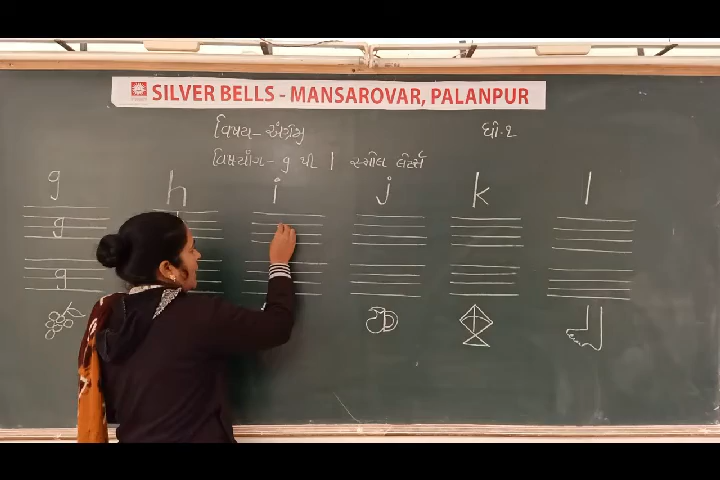 SILVER BELLS - MANSAROVAR, PALANPUR
વિષય - અંગ્રેજી ધો.૨
વિષયાંગ - g થી l સ્મોલ લેટર્સ
g h i j k l
g
g